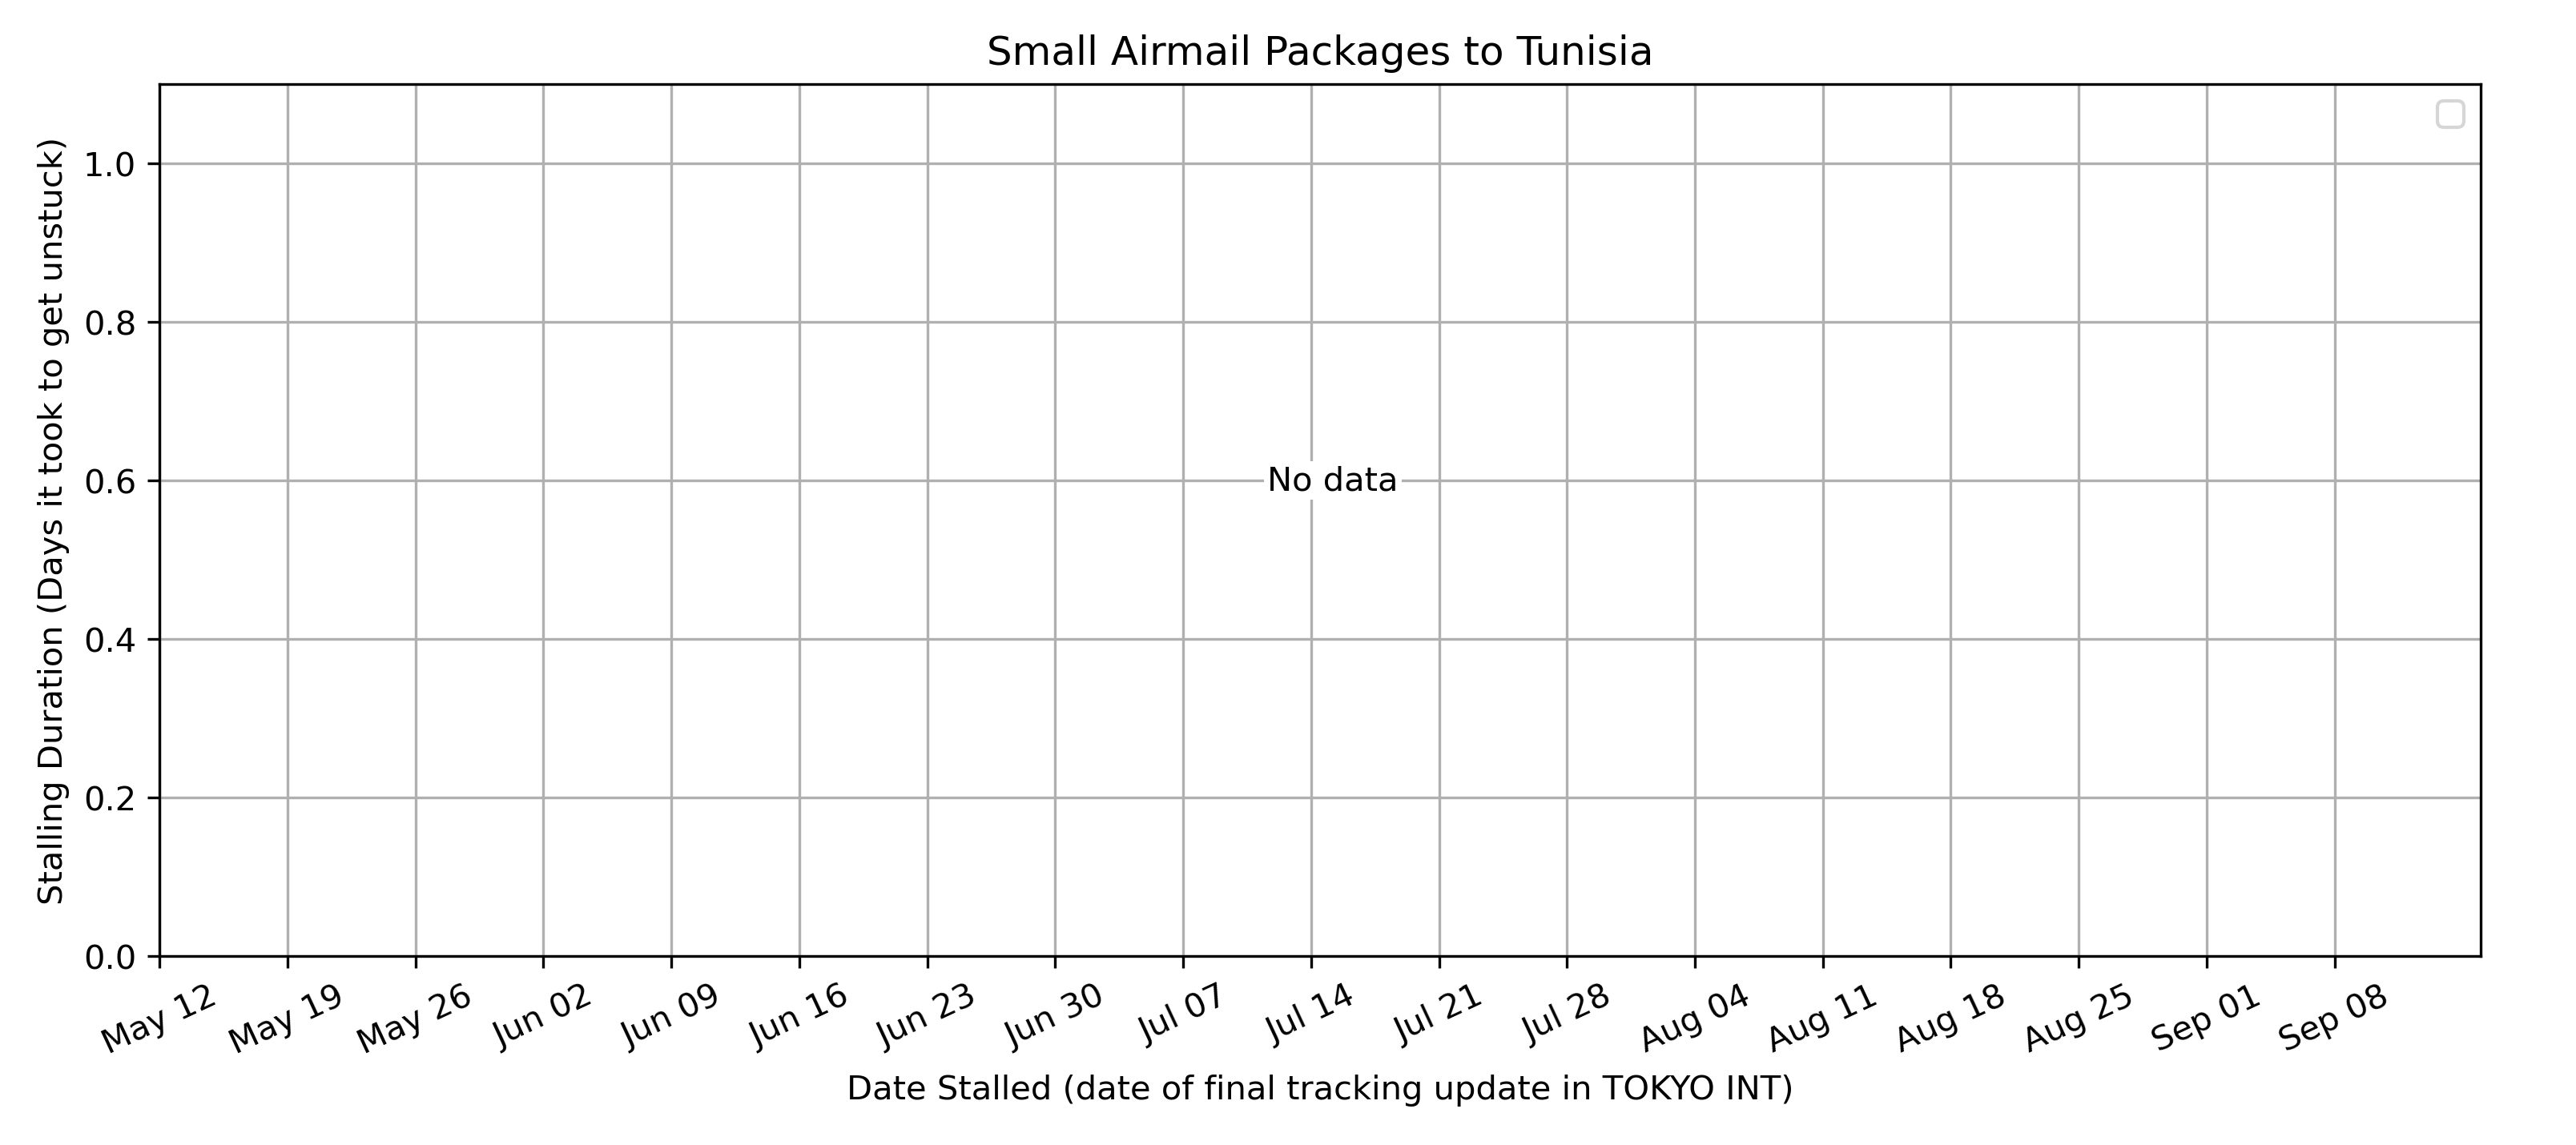 Small Airmail Packages to Tunisia
Stalling Duration (Days it took to get unstuck)
1.0
0.8
0.6
0.4
0.2
0.0
No data
May 12
May 19
May 26
Jun 02
Jun 09
Jun 16
Jun 23
Jun 30
Jul 07
Jul 14
Jul 21
Jul 28
Aug 04
Aug 11
Aug 18
Aug 25
Sep 01
Sep 08
Date Stalled (date of final tracking update in TOKYO INT)